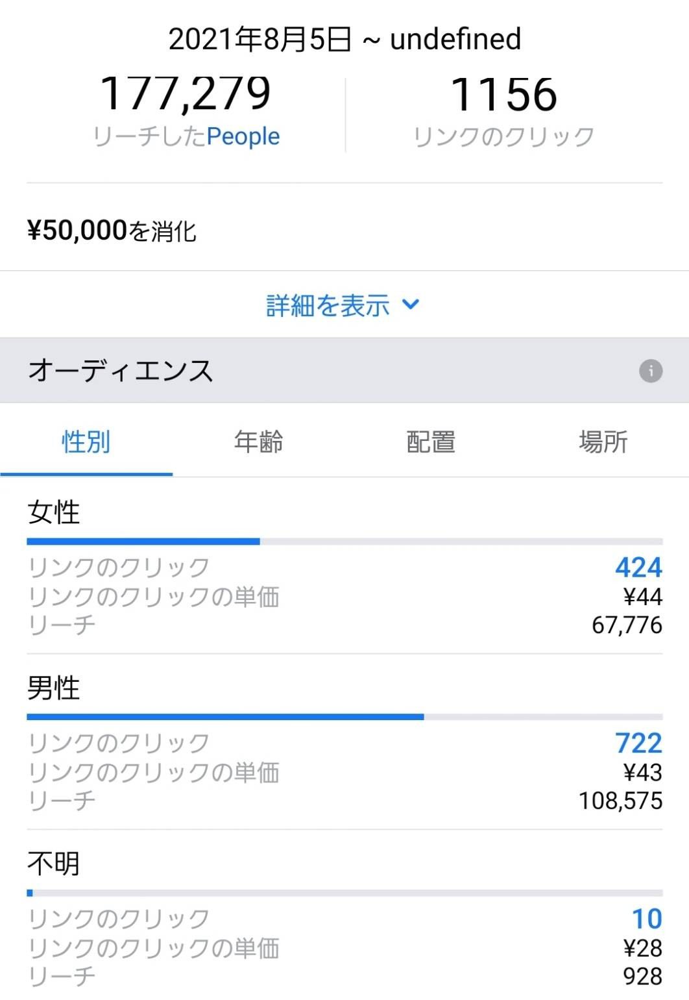 2021年8月5日 ~ undefined
177,279
1156
リーチしたPeople
リンクのクリック
¥50,000を消化
詳細を表示
オーディエンス
性別
年齢
配置
場所
女性
リンクのクリック 424
リンクのクリックの単価 ¥44
リーチ 67,776
男性
リンクのクリック 722
リンクのクリックの単価 ¥43
リーチ 108,575
不明
リンクのクリック 10
リンクのクリックの単価 ¥28
リーチ 928